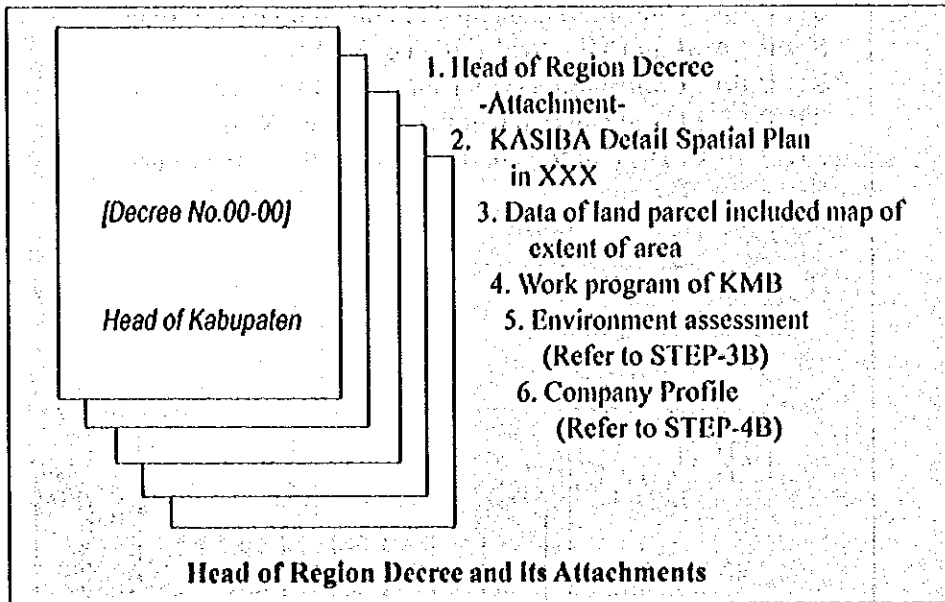 1. Head of Region Decree
-Attachment-
2. KASIBA Detail Spatial Plan
in XXX
[Decree No.00-00]
3. Data of land parcel included map of
extent of area
4. Work program of KMB
Head of Kabupaten
5. Environment assessment
(Refer to STEP-3B)
6. Company Profile
(Refer to STEP-4B)
Head of Region Decree and Its Attachments